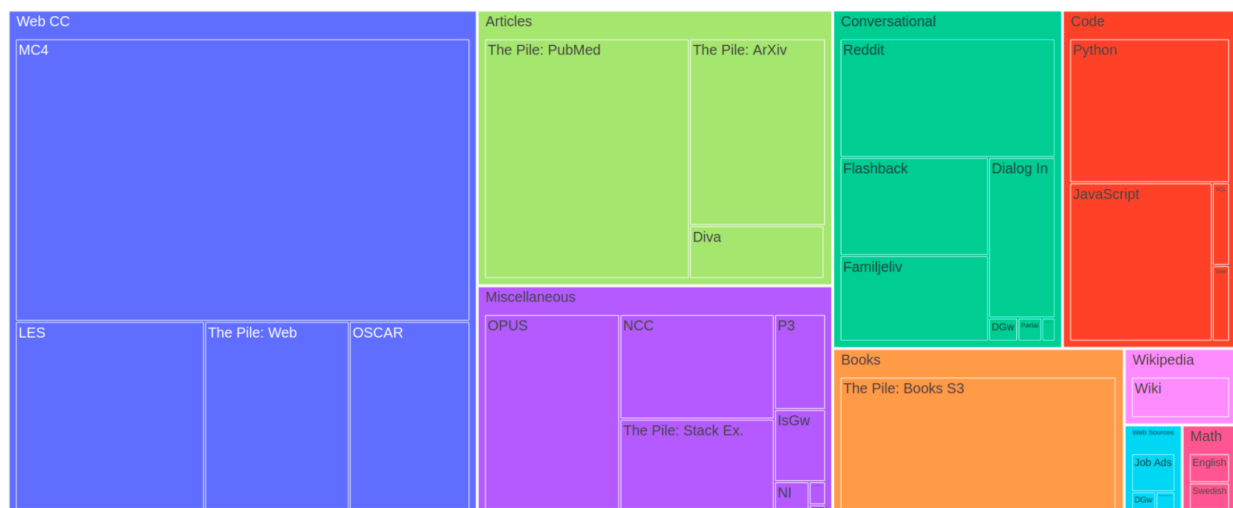 Web CC
MC4
LES
The Pile: Web
OSCAR
Articles
The Pile: PubMed
The Pile: ArXiv
Diva
Miscellaneous
OPUS
NCC
The Pile: Stack Ex.
P3
IsGw
NI
Conversational
Reddit
Flashback
Familjeliv
Dialog In
DGw
Code
Python
JavaScript
Books
The Pile: Books S3
Wikipedia
Wiki
Web Sources
Job Ads
DGw
Math
English
Swedish